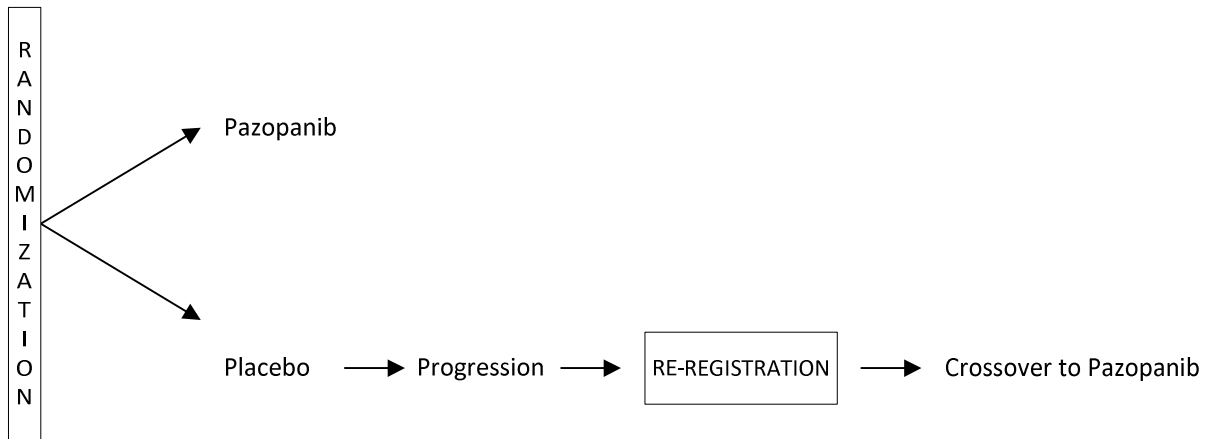 RANDOMIZATION
Pazopanib
Placebo
Progression
RE-REGISTRATION
Crossover to Pazopanib